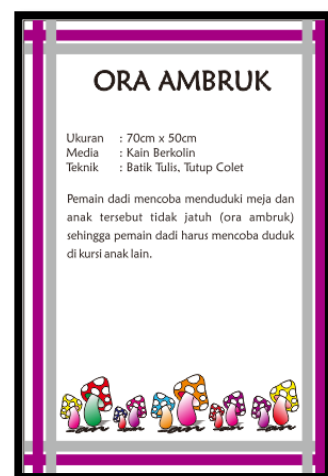 ORA AMBRUK
Ukuran : 70cm x 50cm
Media : Kain Berkolin
Teknik : Batik Tulis, Tutup Colet
Pemain dadi mencoba menduduki meja dan
anak tersebut tidak jatuh (ora ambruk)
sehingga pemain dadi harus mencoba duduk
di kursi anak lain.